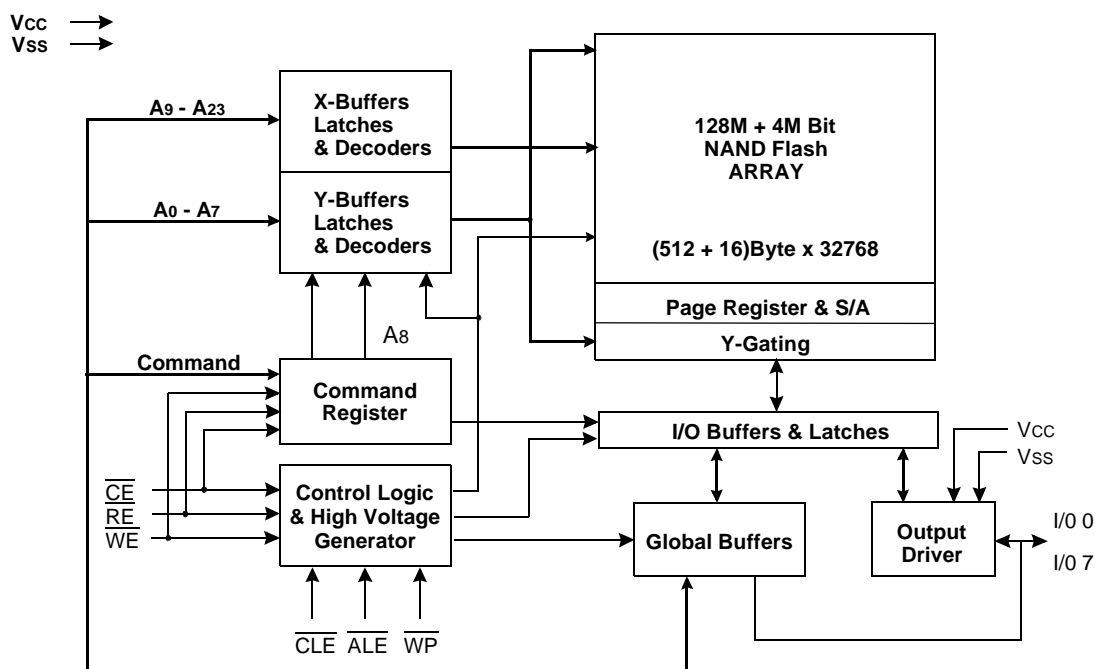 VCC
VSS
A9 - A23
X-Buffers
Latches
& Decoders
A0 - A7
Y-Buffers
Latches
& Decoders
128M + 4M Bit
NAND Flash
ARRAY
(512 + 16)Byte x 32768
Page Register & S/A
Y-Gating
A8
Command
Command
Register
I/O Buffers & Latches
VCC
VSS
CE
RE
WE
Control Logic
& High Voltage
Generator
Global Buffers
Output
Driver
I/0 0
I/0 7
CLE
ALE
WP